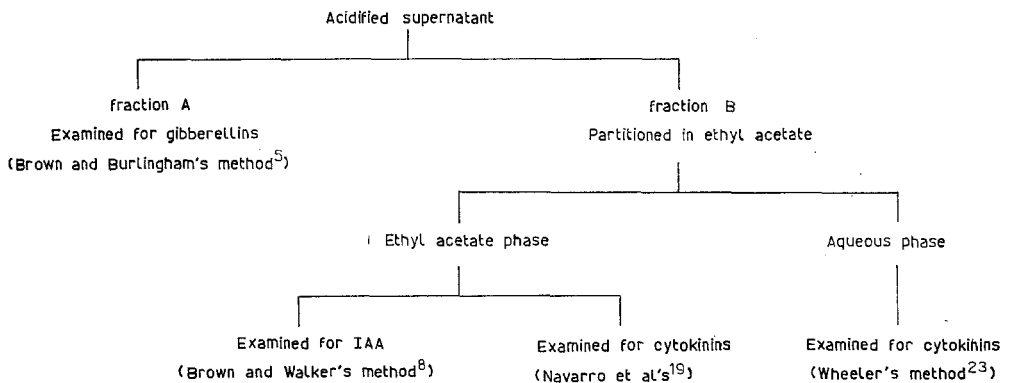 Acidified supernatant
fraction A
Examined for gibberellins
(Brown and Burlingham's method⁵)
fraction B
Partitioned in ethyl acetate
Ethyl acetate phase
Aqueous phase
Examined for IAA
(Brown and Walker's method⁸)
Examined for cytokinins
(Navarro et al's¹⁹)
Examined for cytokinins
(Wheeler's method²³)